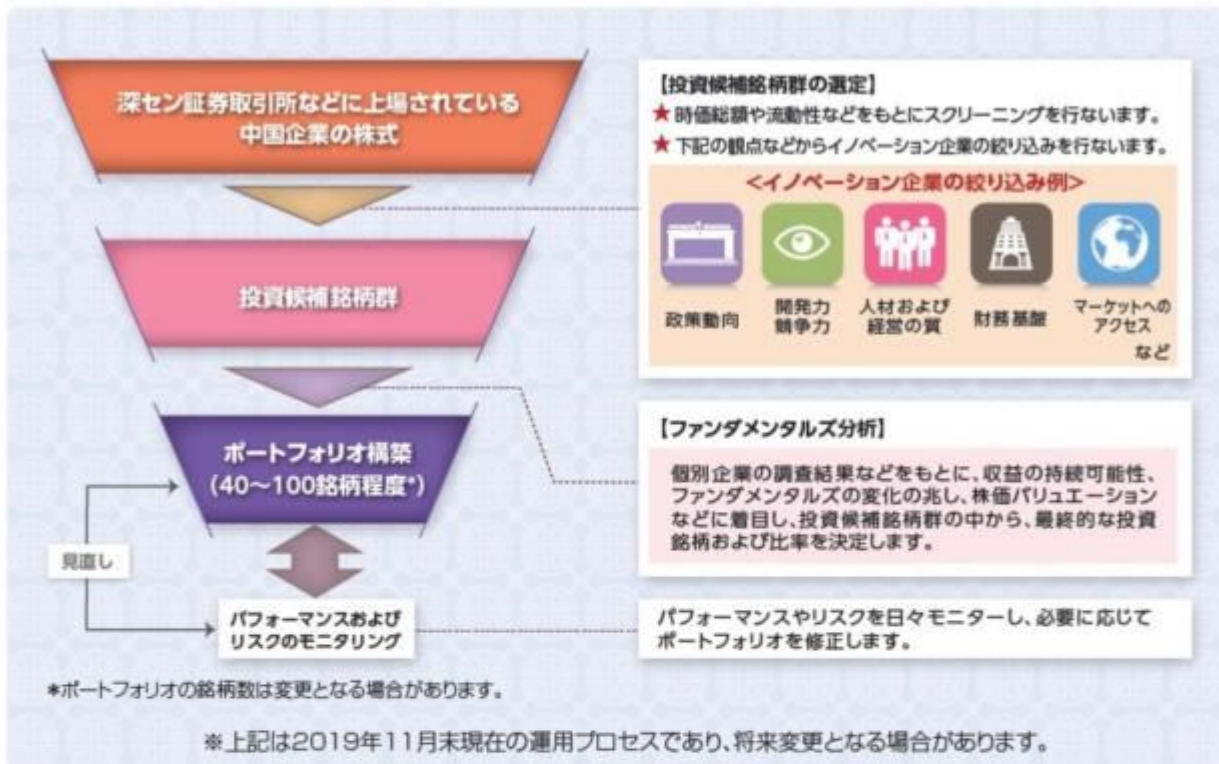 深セン証券取引所などに上場されている
中国企業の株式
投資候補銘柄群
ポートフォリオ構築
(40～100銘柄程度*)
見直し
パフォーマンスおよび
リスクのモニタリング
【投資候補銘柄群の選定】
★時価総額や流動性などをもとにスクリーニングを行ないます。
★下記の観点などからイノベーション企業の絞り込みを行ないます。
<イノベーション企業の絞り込み例>
政策動向
開発力
競争力
人材および
経営の質
財務基盤
マーケットへの
アクセス
など
【ファンダメンタルズ分析】
個別企業の調査結果などをもとに、収益の持続可能性、
ファンダメンタルズの変化の兆し、株価バリュエーション
などに着目し、投資候補銘柄群の中から、最終的な投資
銘柄および比率を決定します。
パフォーマンスやリスクを日々モニターし、必要に応じて
ポートフォリオを修正します。
*ポートフォリオの銘柄数は変更となる場合があります。
※上記は2019年11月末現在の運用プロセスであり、将来変更となる場合があります。